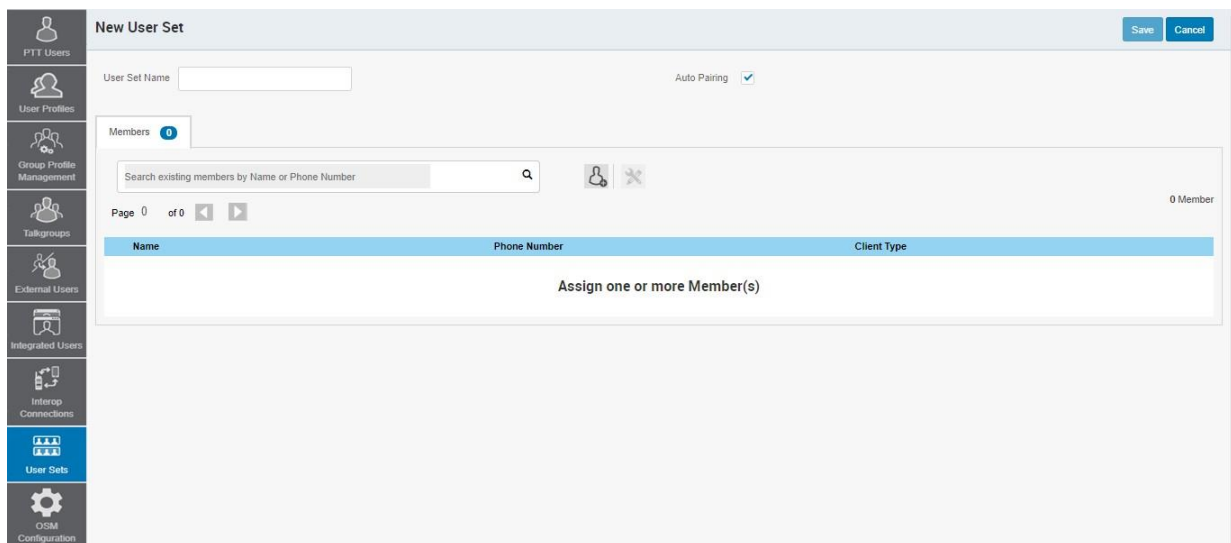 PTT Users
User Profiles
Group Profile
Management
Talkgroups
External Users
Integrated Users
Interop
Connections
User Sets
OSM
Configuration
New User Set
Save
Cancel
User Set Name
Auto Pairing
Members 0
Search existing members by Name or Phone Number
Page 0 of 0
0 Member
Name Phone Number Client Type
Assign one or more Member(s)